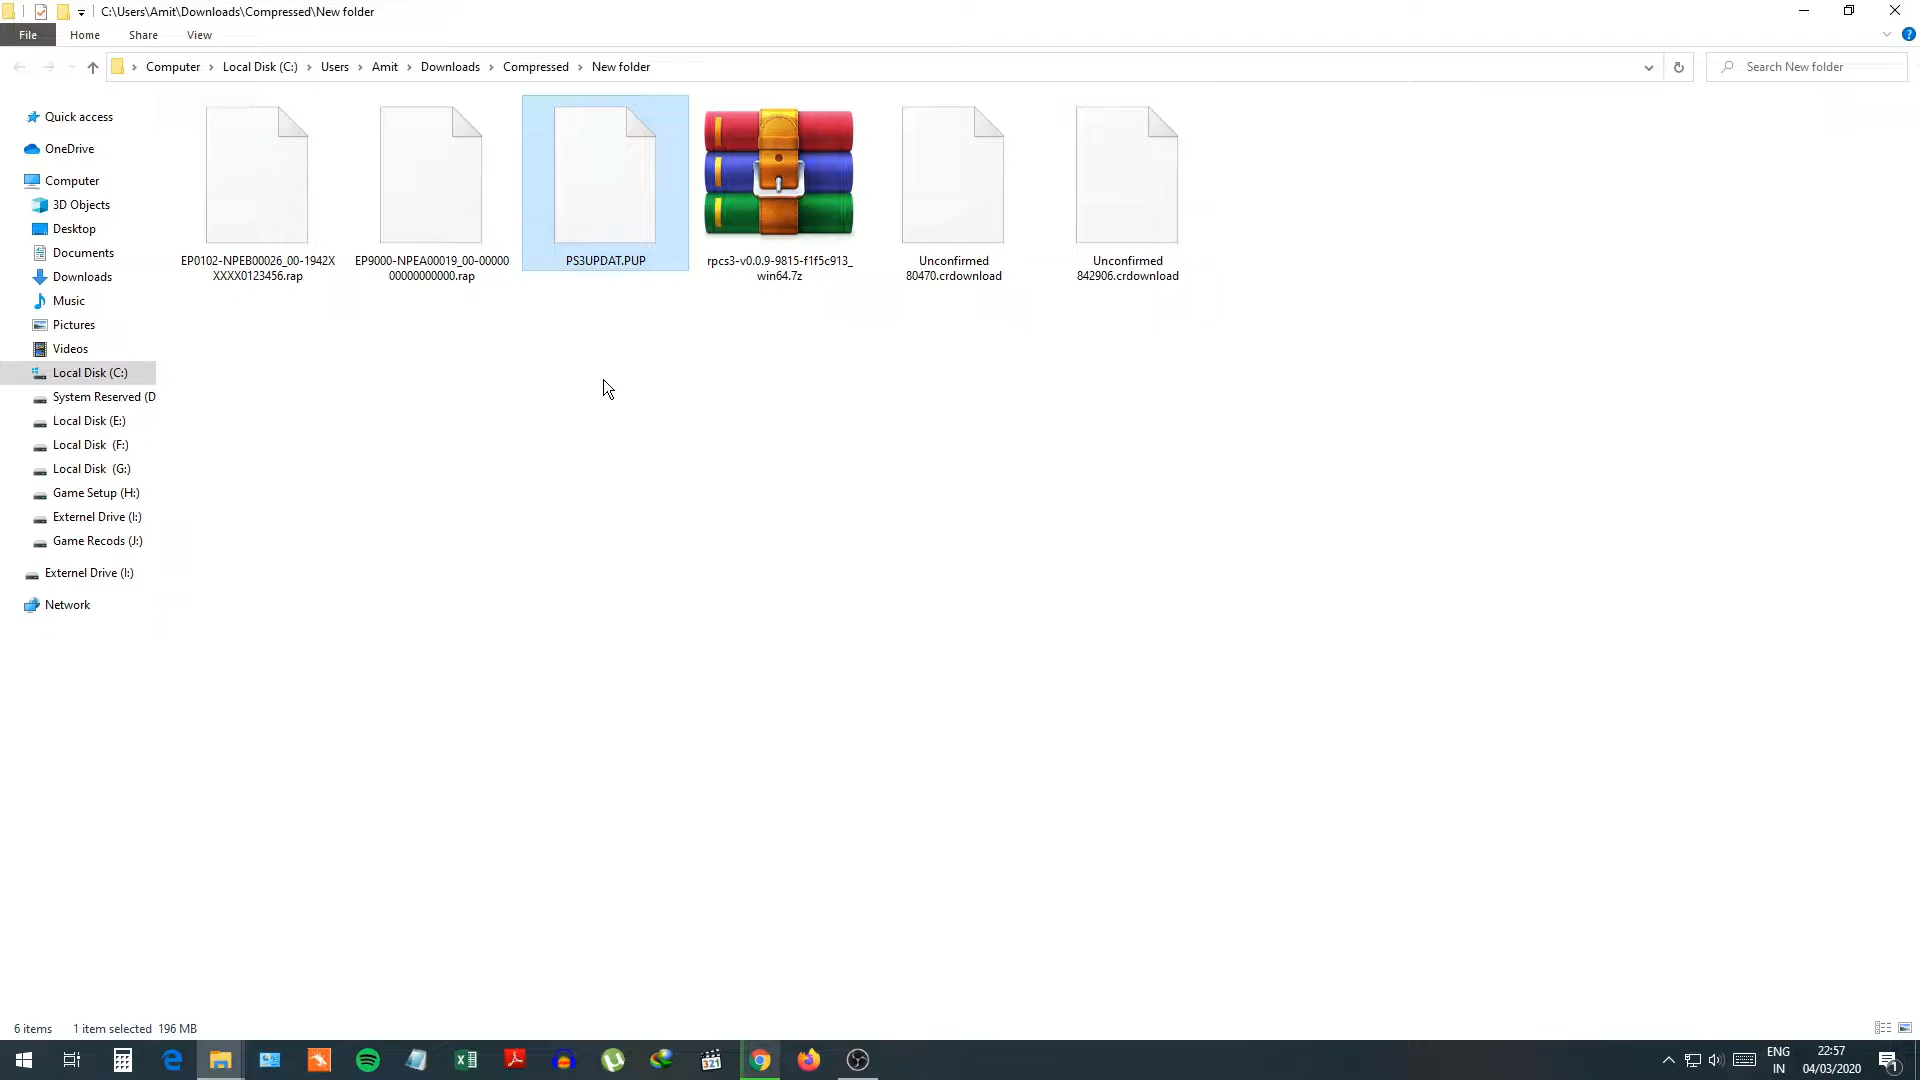 C:\Users\Amit\Downloads\Compressed\New folder
File Home Share View
Computer Local Disk (C:) Users Amit Downloads Compressed New folder
Search New folder
Quick access
OneDrive
Computer
3D Objects
Desktop
Documents
Downloads
Music
Pictures
Videos
Local Disk (C:)
System Reserved (D
Local Disk (E:)
Local Disk (F:)
Local Disk (G:)
Game Setup (H:)
Externel Drive (I:)
Game Recods (J:)
Externel Drive (I:)
Network
EP0102-NPEB00026_00-1942X
XXXX0123456.rap
EP9000-NPEA00019_00-00000
00000000000.rap
PS3UPDAT.PUP
rpcs3-v0.0.9-9815-f1f5c913_
win64.7z
Unconfirmed
80470.crdownload
Unconfirmed
842906.crdownload
6 items 1 item selected 196 MB
321
ENG
IN
22:57
04/03/2020
1